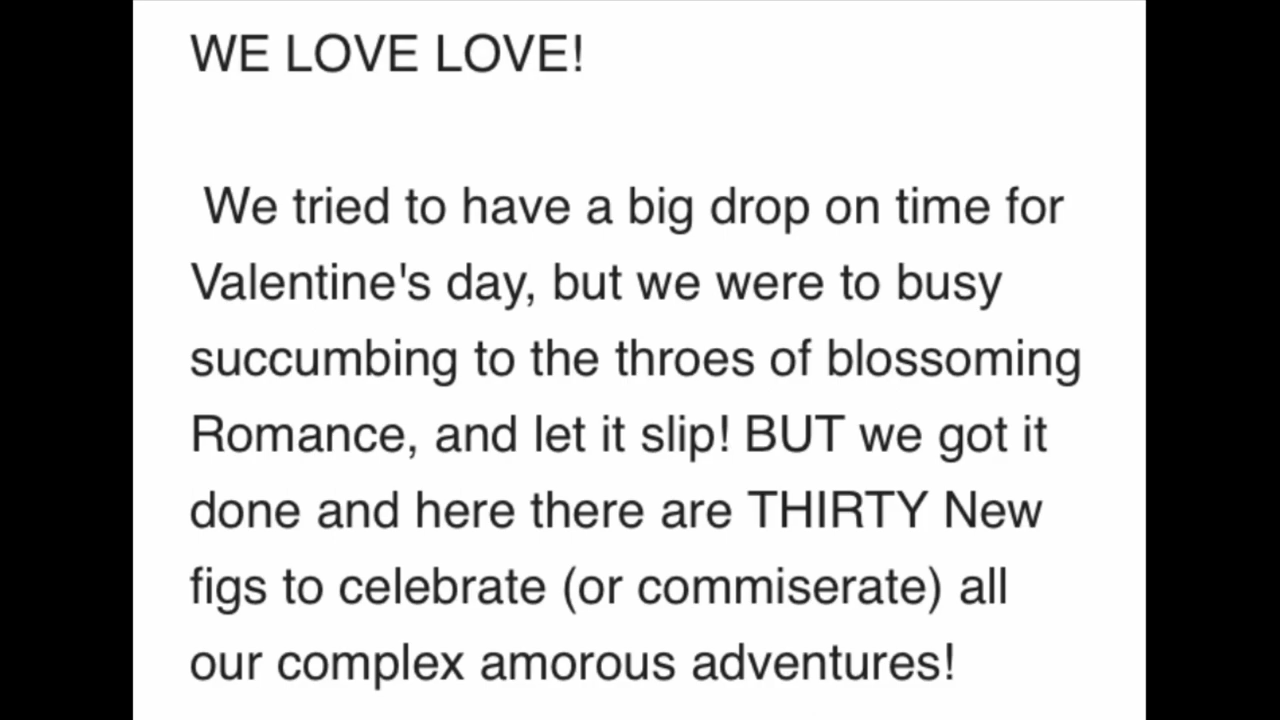 WE LOVE LOVE!
We tried to have a big drop on time for
Valentine's day, but we were to busy
succumbing to the throes of blossoming
Romance, and let it slip! BUT we got it
done and here there are THIRTY New
figs to celebrate (or commiserate) all
our complex amorous adventures!